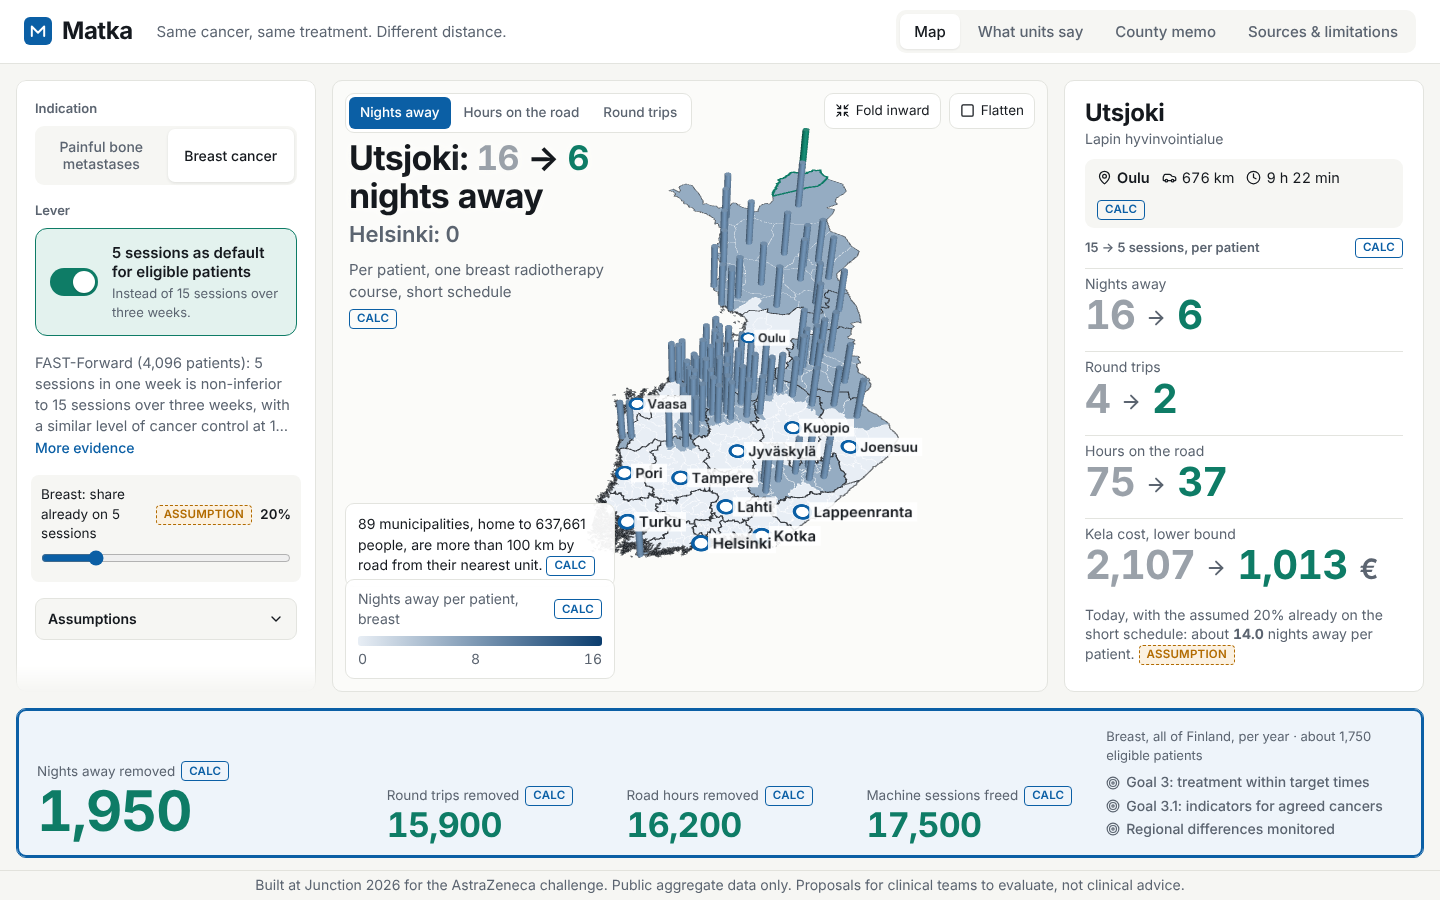 Matka
Same cancer, same treatment. Different distance.
Map
What units say
County memo
Sources & limitations
Indication
Painful bone
metastases
Breast cancer
Lever
5 sessions as default
for eligible patients
Instead of 15 sessions over
three weeks.
FAST-Forward (4,096 patients): 5
sessions in one week is non-inferior
to 15 sessions over three weeks, with
a similar level of cancer control at 1...
More evidence
Breast: share
already on 5
sessions
ASSUMPTION 20%
Assumptions
Nights away
Hours on the road
Round trips
Fold inward
Flatten
Utsjoki: 16 → 6
nights away
Helsinki: 0
Per patient, one breast radiotherapy
course, short schedule
CALC
Oulu
Vaasa
Kuopio
Joensuu
Jyväskylä
Pori
Tampere
Lahti
Lappeenranta
Turku
Kotka
Helsinki
89 municipalities, home to 637,661
people, are more than 100 km by
road from their nearest unit. CALC
Nights away per patient,
breast
CALC
0 8 16
Utsjoki
Lapin hyvinvointialue
Oulu 676 km 9 h 22 min
CALC
15 → 5 sessions, per patient CALC
Nights away
16 → 6
Round trips
4 → 2
Hours on the road
75 → 37
Kela cost, lower bound
2,107 → 1,013 €
Today, with the assumed 20% already on the
short schedule: about 14.0 nights away per
patient. ASSUMPTION
Nights away removed CALC
1,950
Round trips removed CALC
15,900
Road hours removed CALC
16,200
Machine sessions freed CALC
17,500
Breast, all of Finland, per year · about 1,750
eligible patients
Goal 3: treatment within target times
Goal 3.1: indicators for agreed cancers
Regional differences monitored
Built at Junction 2026 for the AstraZeneca challenge. Public aggregate data only. Proposals for clinical teams to evaluate, not clinical advice.